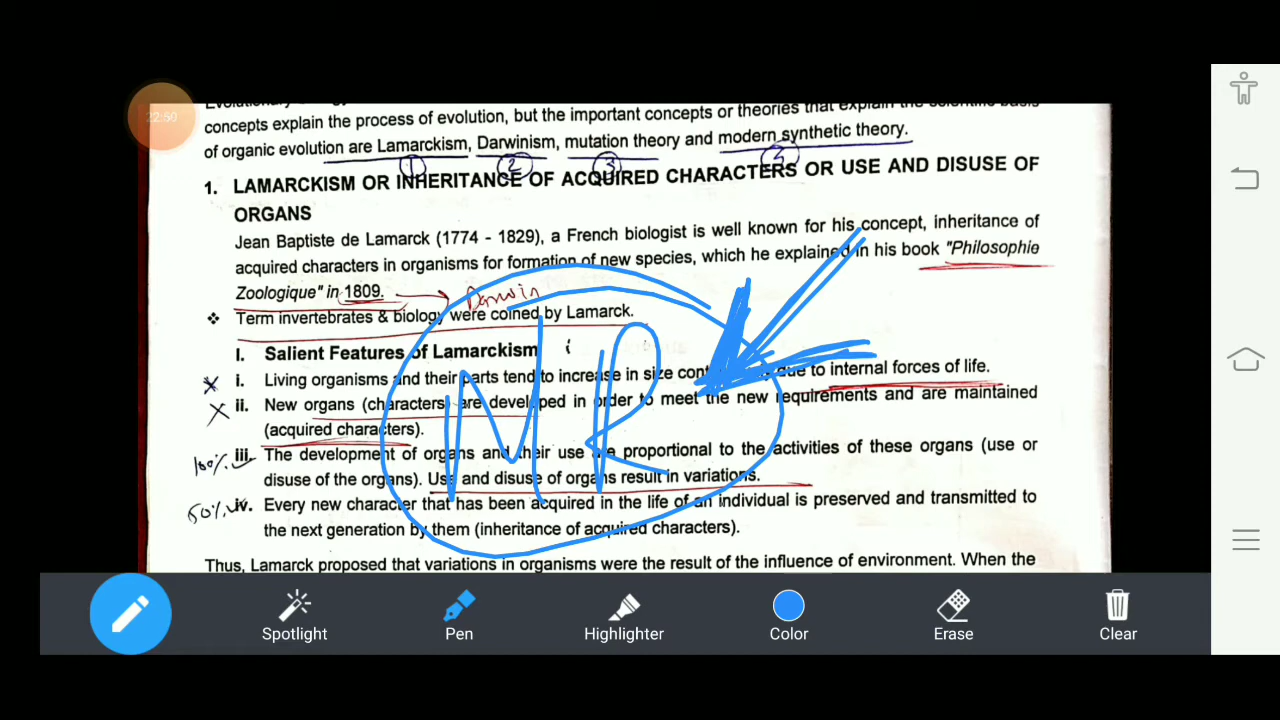 22:50
concepts explain the process of evolution, but the important concepts or theories that explain the scientific basis
of organic evolution are Lamarckism, Darwinism, mutation theory and modern synthetic theory.
1 2 3
1. LAMARCKISM OR INHERITANCE OF ACQUIRED CHARACTERS OR USE AND DISUSE OF
ORGANS
Jean Baptiste de Lamarck (1774 - 1829), a French biologist is well known for his concept, inheritance of
acquired characters in organisms for formation of new species, which he explained in his book "Philosophie
Zoologique" in 1809. Darwin
❖ Term invertebrates & biology were coined by Lamarck.
I. Salient Features of Lamarckism
i. Living organisms and their parts tend to increase in size due to internal forces of life.
ii. New organs (characters) are developed in order to meet the new requirements and are maintained
(acquired characters).
100% iii. The development of organs and their use are proportional to the activities of these organs (use or
disuse of the organs). Use and disuse of organs result in variations.
50% iv. Every new character that has been acquired in the life of an individual is preserved and transmitted to
the next generation by them (inheritance of acquired characters).
Thus, Lamarck proposed that variations in organisms were the result of the influence of environment. When the
MR
Spotlight Pen Highlighter Color Erase Clear